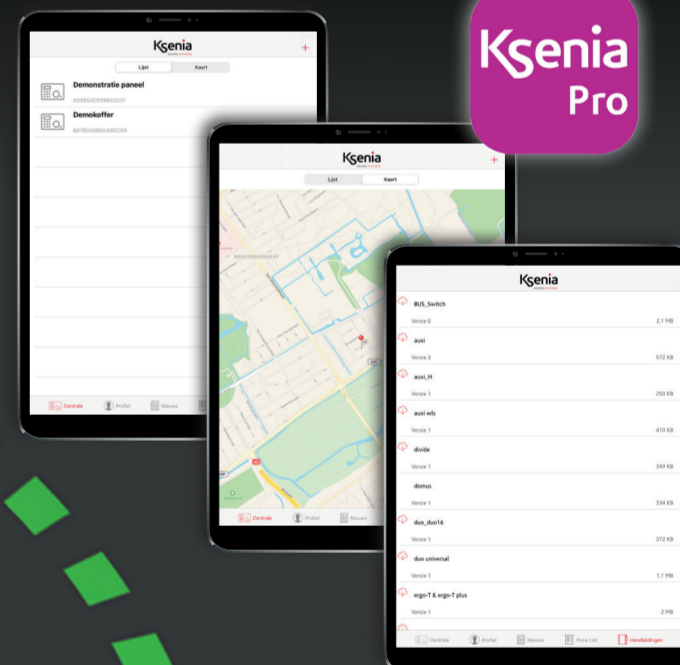 Ksenia
Pro
Ksenia
+
Lijst
Kaart
Demonstratie paneel
Demokoffer
Centrale
Profiel
Nieuws
Ksenia
+
Lijst
Kaart
BENOORDENHOUT
Centrale
Profiel
Nieuws
Ksenia
BUS_Switch
Versie 0 2,1 MB
auxi
Versie 3 572 KB
auxi_H
Versie 1 250 KB
auxi wls
Versie 1 410 KB
divide
Versie 1 349 KB
domus
Versie 1 334 KB
duo_duo16
Versie 1 372 KB
duo universal
Versie 1 1,1 MB
ergo-T & ergo-T plus
Versie 1 2 MB
Centrale
Profiel
Nieuws
Price List
Handleidingen